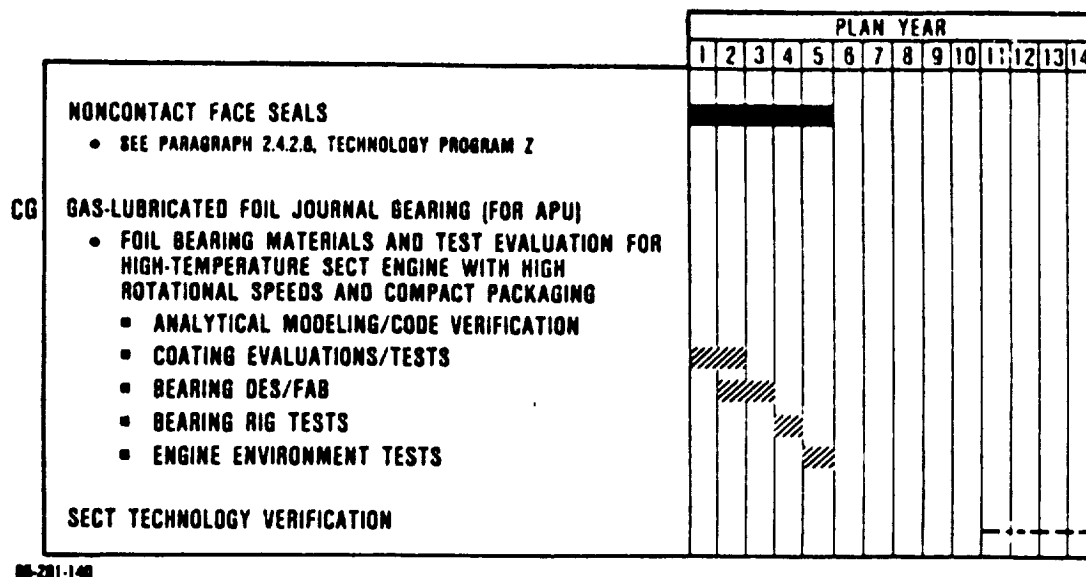 PLAN YEAR
1 2 3 4 5 6 7 8 9 10 11 12 13 14
NONCONTACT FACE SEALS
• SEE PARAGRAPH 2.4.2.8, TECHNOLOGY PROGRAM Z
CG GAS-LUBRICATED FOIL JOURNAL BEARING (FOR APU)
• FOIL BEARING MATERIALS AND TEST EVALUATION FOR
HIGH-TEMPERATURE SECT ENGINE WITH HIGH
ROTATIONAL SPEEDS AND COMPACT PACKAGING
▪ ANALYTICAL MODELING/CODE VERIFICATION
▪ COATING EVALUATIONS/TESTS
▪ BEARING DES/FAB
▪ BEARING RIG TESTS
▪ ENGINE ENVIRONMENT TESTS
SECT TECHNOLOGY VERIFICATION